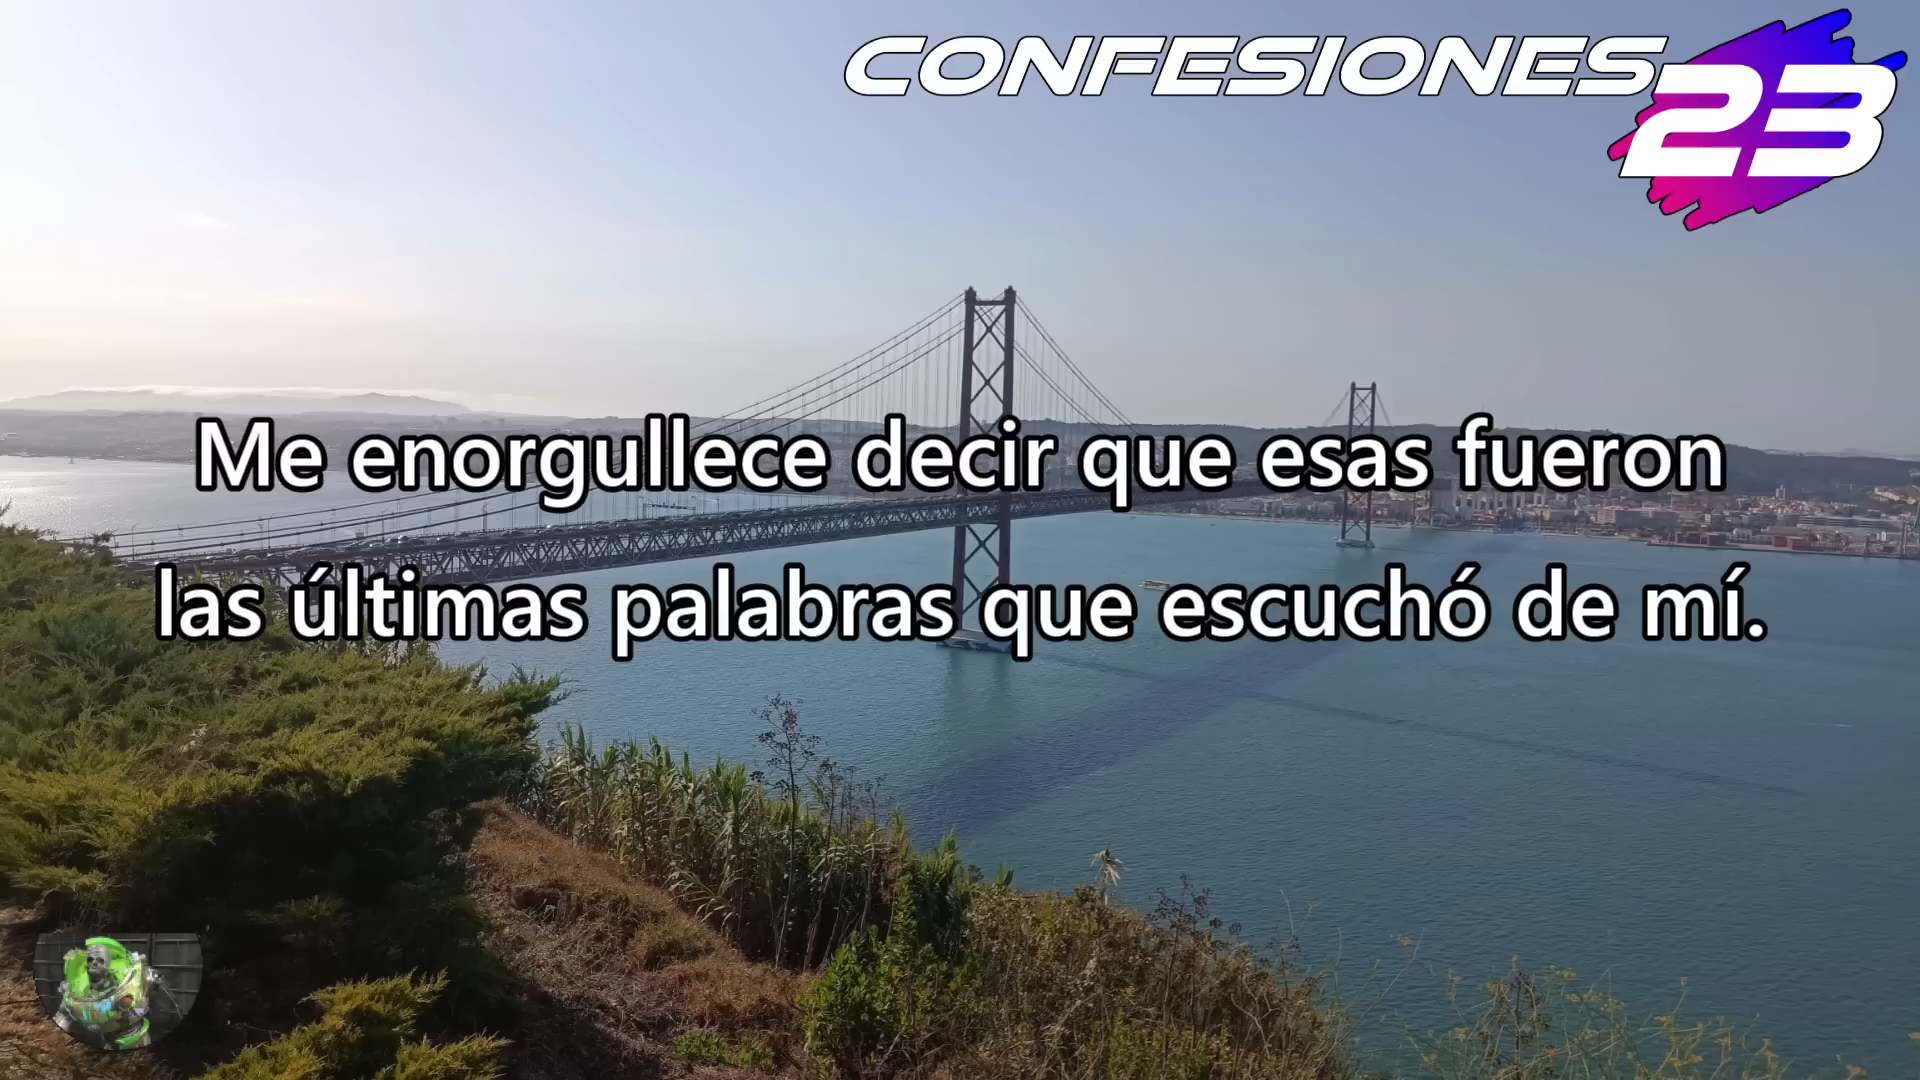 CONFESIONES
23
Me enorgullece decir que esas fueron
las últimas palabras que escuchó de mí.